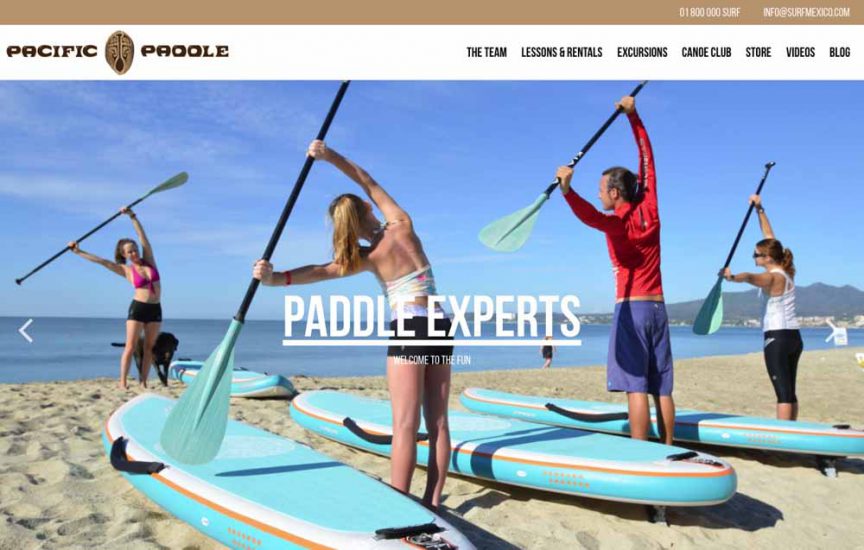 01 800 000 SURF INFO@SURFMEXICO.COM
PACIFIC PADDLE
THE TEAM LESSONS & RENTALS EXCURSIONS CANOE CLUB STORE VIDEOS BLOG
PADDLE EXPERTS
WELCOME TO THE FUN